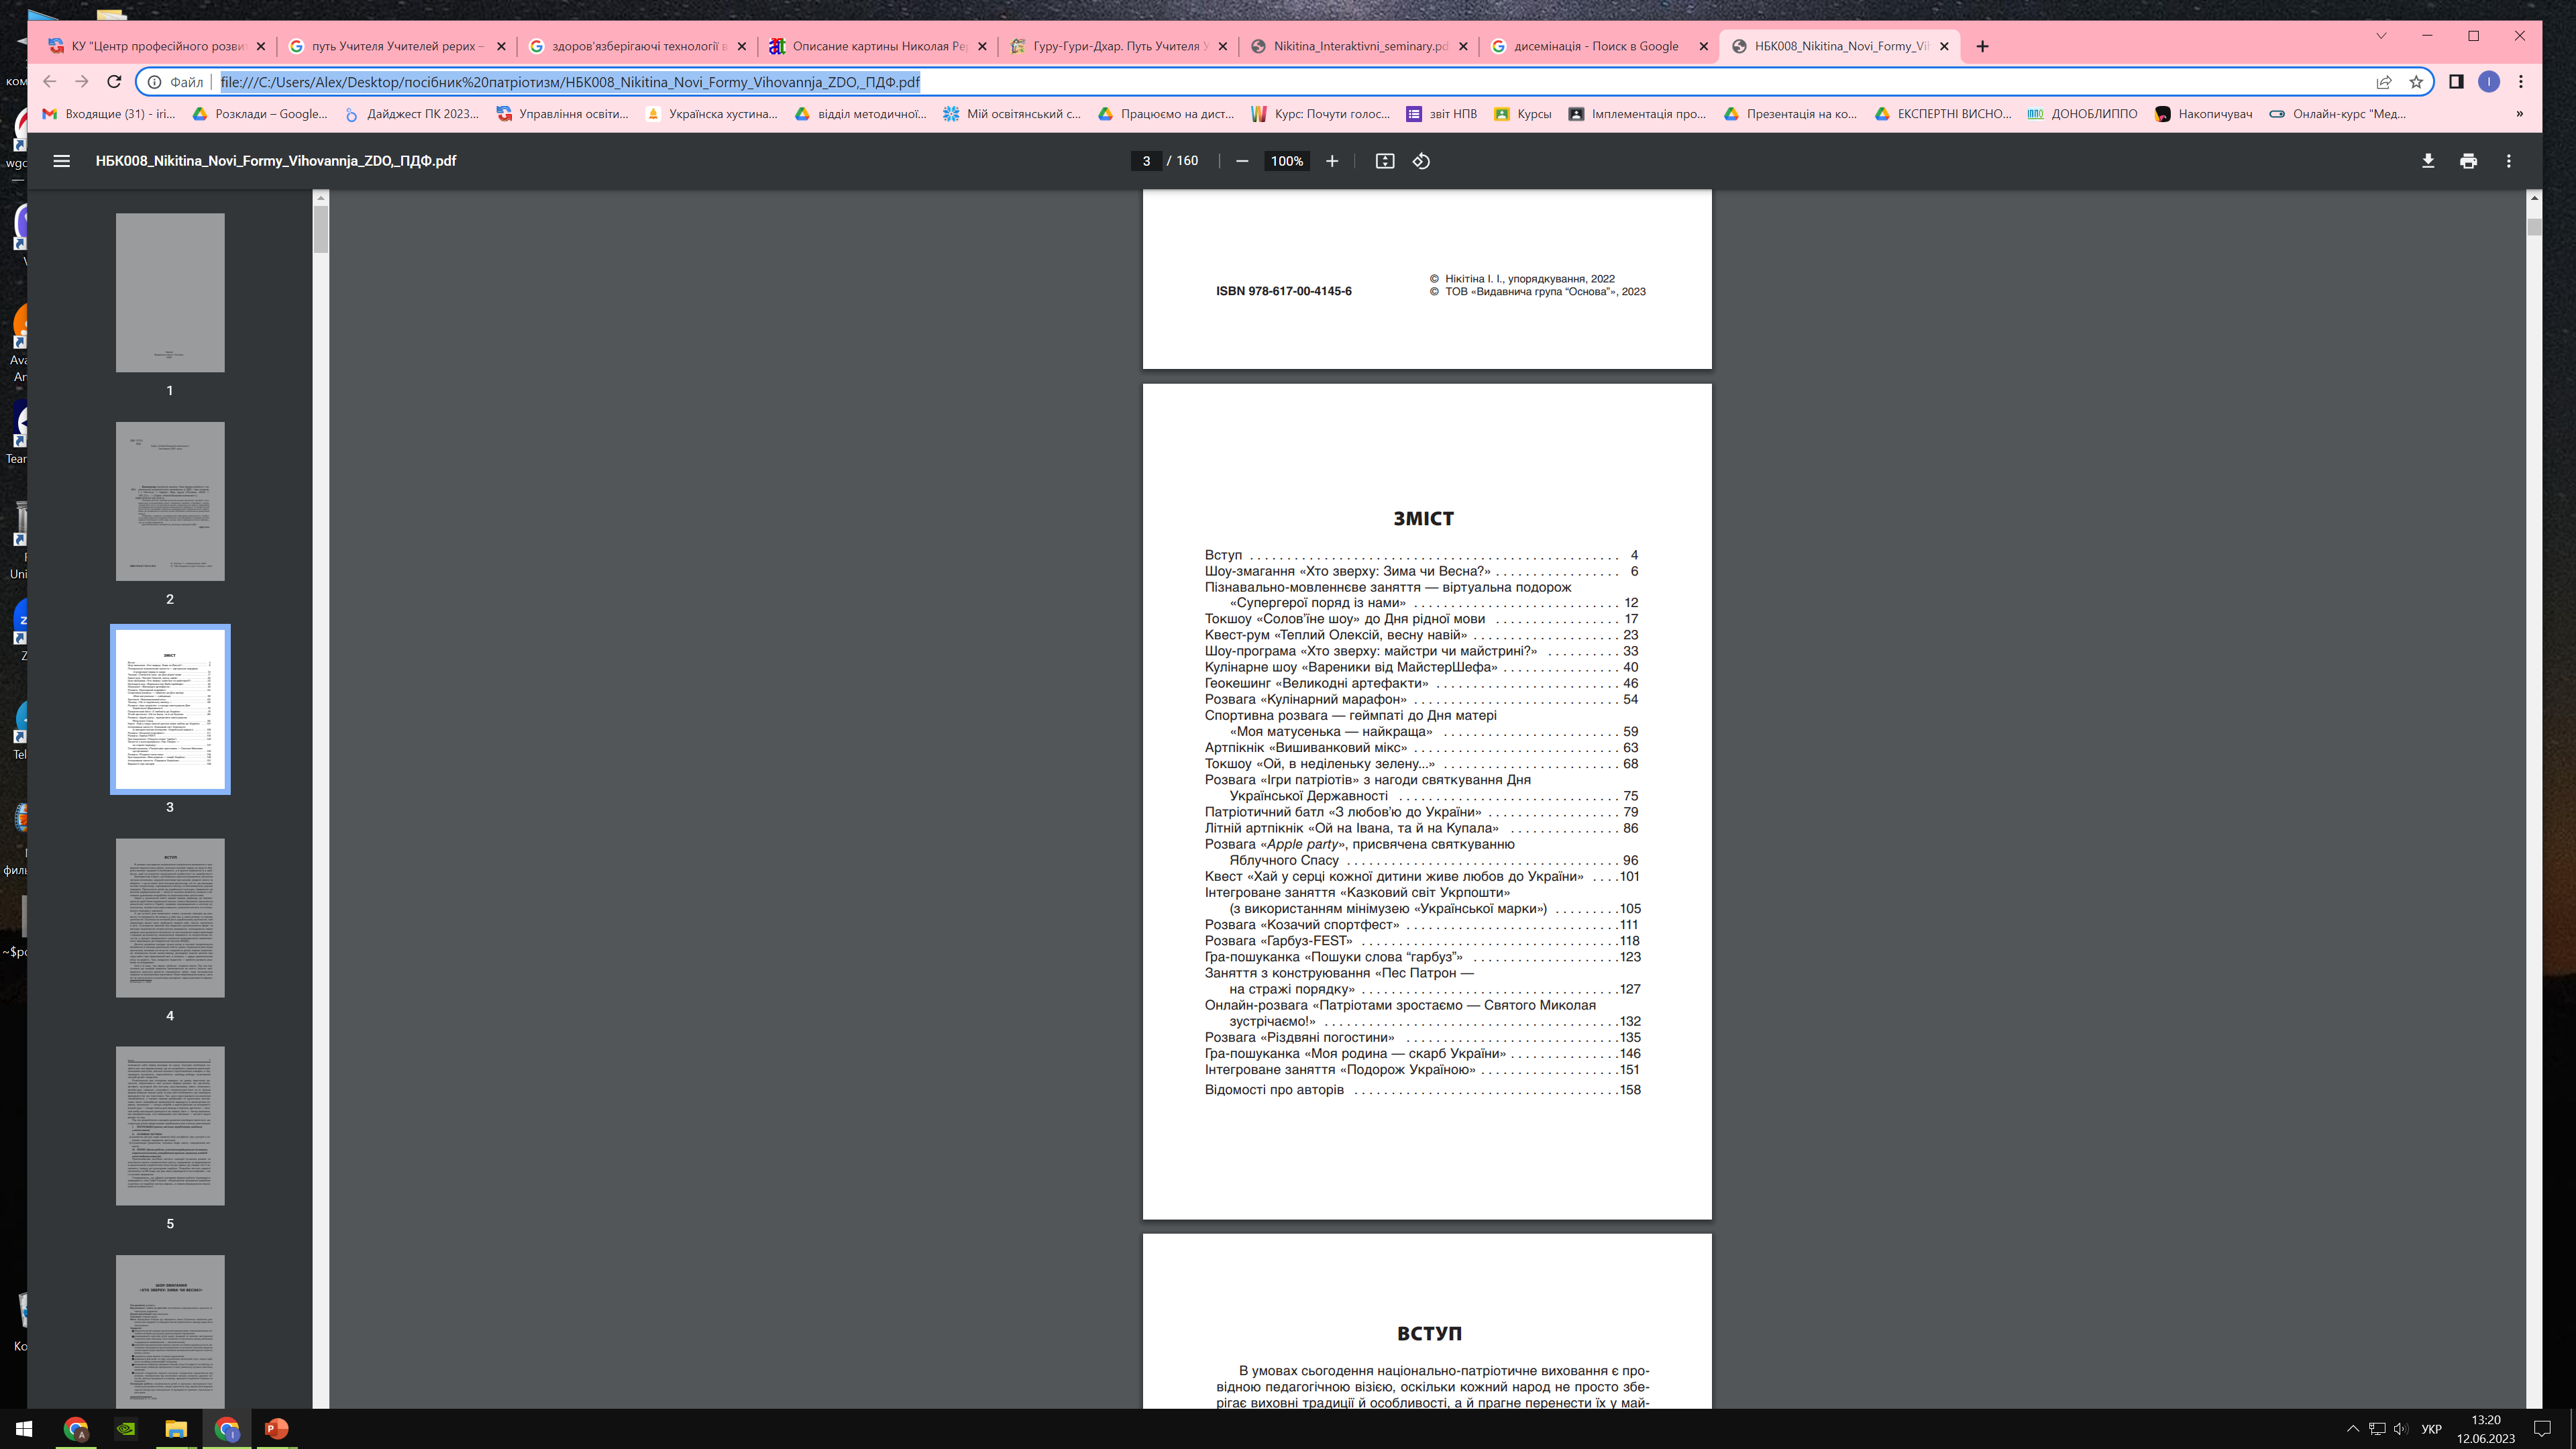 КУ "Центр професійного розви
путь Учителя Учителей рерих –
здоров'язберігаючі технології в
Описание картины Николая Ре
Гуру-Гури-Дхар. Путь Учителя У
Nikitina_Interaktivni_seminary.pd
дисемінація - Поиск в Google
НБК008_Nikitina_Novi_Formy_Vi
Файл
file:///C:/Users/Alex/Desktop/посібник%20патріотизм/НБК008_Nikitina_Novi_Formy_Vihovannja_ZDO,_ПДФ.pdf
Входящие (31) - iri...
Розклади – Google...
Дайджест ПК 2023...
Управління освіти...
Українска хустина...
відділ методичної...
Мій освітянський с...
Працюємо на дист...
Курс: Почути голос...
звіт НПВ
Курсы
Імплементація про...
Презентація на ко...
ЕКСПЕРТНІ ВИСНО...
ДОНОБЛИППО
Накопичувач
Онлайн-курс "Мед...
»
НБК008_Nikitina_Novi_Formy_Vihovannja_ZDO,_ПДФ.pdf
3 / 160
100%
1
2
3
4
5
ISBN 978-617-00-4145-6
© Нікітіна І. І., упорядкування, 2022
© ТОВ «Видавнича група “Основа”», 2023
ЗМІСТ
Вступ . . . . . . . . . . 4
Шоу-змагання «Хто зверху: Зима чи Весна?» . . . . . . . . . . 6
Пізнавально-мовленнєве заняття — віртуальна подорож
«Супергерої поряд із нами» . . . . . . . . . . 12
Токшоу «Солов’їне шоу» до Дня рідної мови . . . . . . . . . . 17
Квест-рум «Теплий Олексій, весну навій» . . . . . . . . . . 23
Шоу-програма «Хто зверху: майстри чи майстрині?» . . . . . . . . . . 33
Кулінарне шоу «Вареники від МайстерШефа» . . . . . . . . . . 40
Геокешинг «Великодні артефакти» . . . . . . . . . . 46
Розвага «Кулінарний марафон» . . . . . . . . . . 54
Спортивна розвага — геймпаті до Дня матері
«Моя матусенька — найкраща» . . . . . . . . . . 59
Артпікнік «Вишиванковий мікс» . . . . . . . . . . 63
Токшоу «Ой, в неділеньку зелену...» . . . . . . . . . . 68
Розвага «Ігри патріотів» з нагоди святкування Дня
Української Державності . . . . . . . . . . 75
Патріотичний батл «З любов’ю до України» . . . . . . . . . . 79
Літній артпікнік «Ой на Івана, та й на Купала» . . . . . . . . . . 86
Розвага «Apple party», присвячена святкуванню
Яблучного Спасу . . . . . . . . . . 96
Квест «Хай у серці кожної дитини живе любов до України» . . . .101
Інтегроване заняття «Казковий світ Укрпошти»
(з використанням мінімузею «Української марки») . . . . . . . . .105
Розвага «Козачий спортфест» . . . . . . . . . .111
Розвага «Гарбуз-FEST» . . . . . . . . . .118
Гра-пошуканка «Пошуки слова “гарбуз”» . . . . . . . . . .123
Заняття з конструювання «Пес Патрон —
на стражі порядку» . . . . . . . . . .127
Онлайн-розвага «Патріотами зростаємо — Святого Миколая
зустрічаємо!» . . . . . . . . . .132
Розвага «Різдвяні погостини» . . . . . . . . . .135
Гра-пошуканка «Моя родина — скарб України» . . . . . . . . . .146
Інтегроване заняття «Подорож Україною» . . . . . . . . . .151
Відомості про авторів . . . . . . . . . .158
ВСТУП
В умовах сьогодення національно-патріотичне виховання є про-
відною педагогічною візією, оскільки кожний народ не просто збе-
рігає виховні традиції й особливості, а й прагне перенести їх у май-
УКР
13:20
12.06.2023